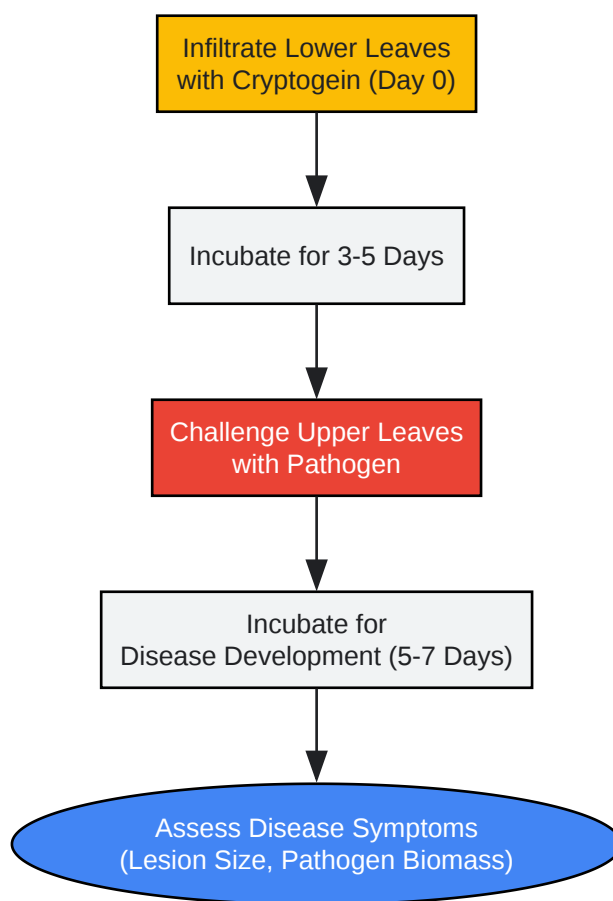 Infiltrate Lower Leaves
with Cryptogein (Day 0)
Incubate for 3-5 Days
Challenge Upper Leaves
with Pathogen
Incubate for
Disease Development (5-7 Days)
Assess Disease Symptoms
(Lesion Size, Pathogen Biomass)